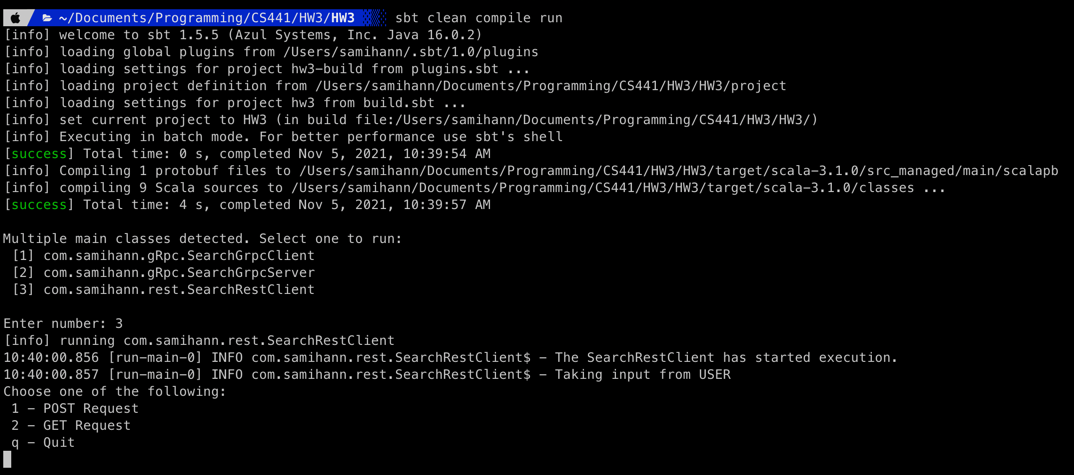 ~/Documents/Programming/CS441/HW3/HW3 sbt clean compile run
[info] welcome to sbt 1.5.5 (Azul Systems, Inc. Java 16.0.2)
[info] loading global plugins from /Users/samihann/.sbt/1.0/plugins
[info] loading settings for project hw3-build from plugins.sbt ...
[info] loading project definition from /Users/samihann/Documents/Programming/CS441/HW3/HW3/project
[info] loading settings for project hw3 from build.sbt ...
[info] set current project to HW3 (in build file:/Users/samihann/Documents/Programming/CS441/HW3/HW3/)
[info] Executing in batch mode. For better performance use sbt's shell
[success] Total time: 0 s, completed Nov 5, 2021, 10:39:54 AM
[info] Compiling 1 protobuf files to /Users/samihann/Documents/Programming/CS441/HW3/HW3/target/scala-3.1.0/src_managed/main/scalapb
[info] compiling 9 Scala sources to /Users/samihann/Documents/Programming/CS441/HW3/HW3/target/scala-3.1.0/classes ...
[success] Total time: 4 s, completed Nov 5, 2021, 10:39:57 AM
Multiple main classes detected. Select one to run:
[1] com.samihann.gRpc.SearchGrpcClient
[2] com.samihann.gRpc.SearchGrpcServer
[3] com.samihann.rest.SearchRestClient
Enter number: 3
[info] running com.samihann.rest.SearchRestClient
10:40:00.856 [run-main-0] INFO com.samihann.rest.SearchRestClient$ - The SearchRestClient has started execution.
10:40:00.857 [run-main-0] INFO com.samihann.rest.SearchRestClient$ - Taking input from USER
Choose one of the following:
1 - POST Request
2 - GET Request
q - Quit